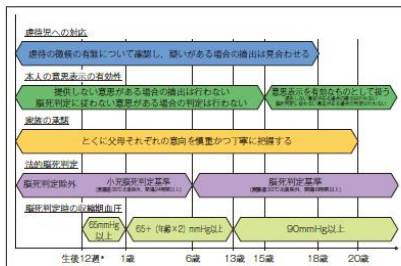 虐待児への対応
虐待の徴候の有無について確認し、疑いがある場合の摘出は見合わせる
本人の意思表示の有効性
提供しない意思がある場合の摘出は行わない
脳死判定に従わない意思がある場合の判定は行わない
意思表示を有効なものとして扱う
家族の承諾
とくに父母それぞれの意向を慎重かつ丁寧に把握する
法的脳死判定
脳死判定除外
小児脳死判定基準
脳死判定基準
脳死判定時の収縮期血圧
65mmHg
以上
65+(年齢×2)mmHg以上
90mmHg以上
生後12週*
1歳
6歳
13歳
15歳
18歳
20歳